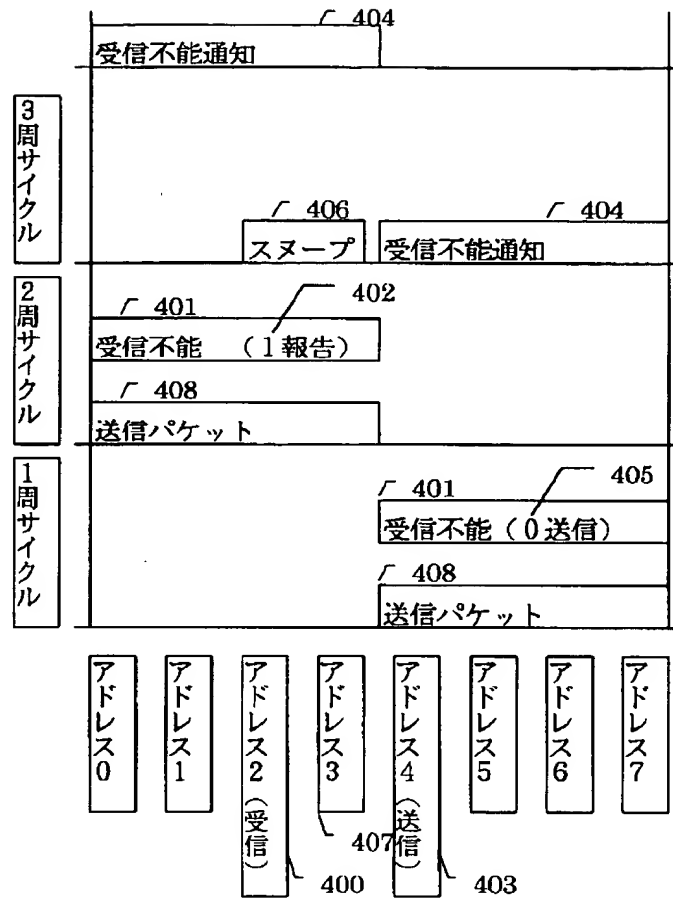 404
受信不能通知
3周サイクル
406
404
スヌープ
受信不能通知
2周サイクル
401
402
受信不能 (1報告)
408
送信パケット
1周サイクル
401
405
受信不能(0送信)
408
送信パケット
アドレス0
アドレス1
アドレス2(受信)
アドレス3
アドレス4(送信)
アドレス5
アドレス6
アドレス7
407
400
403